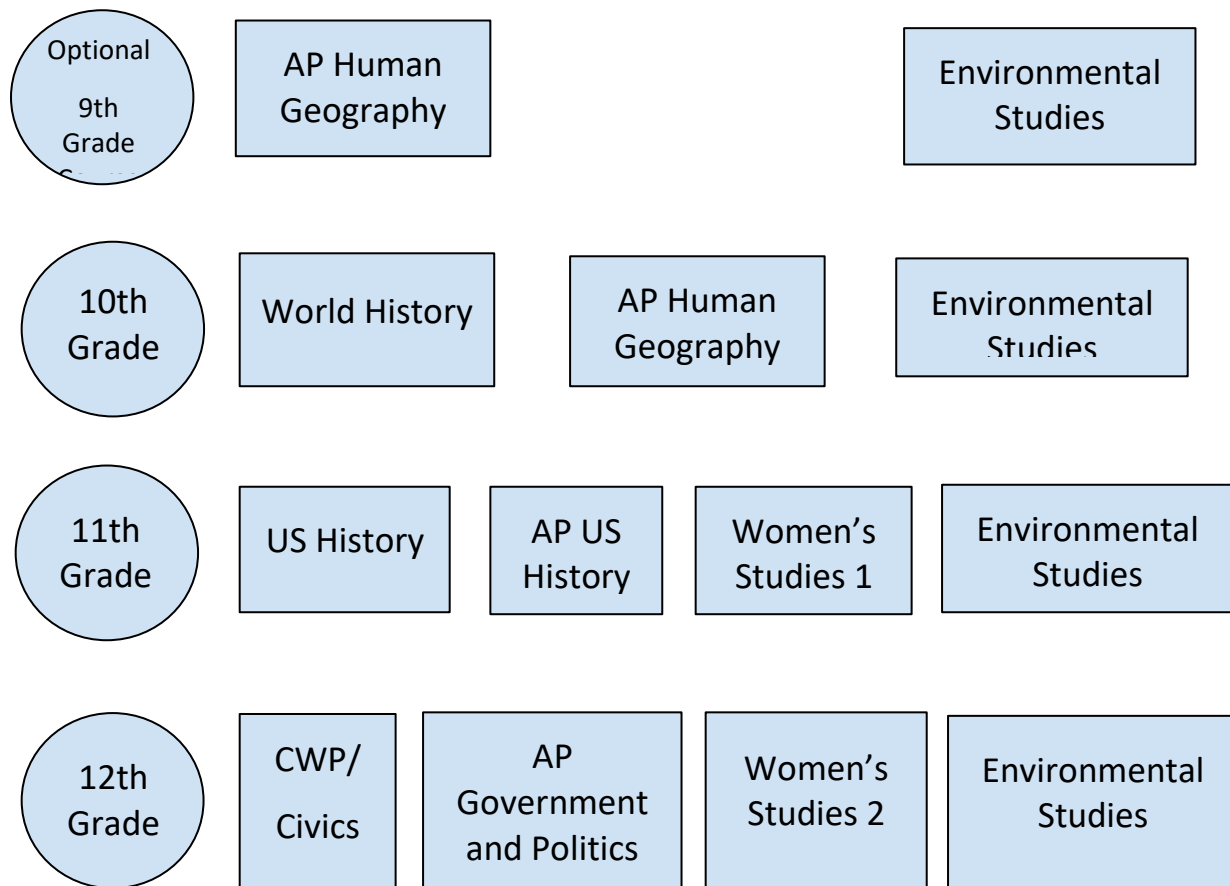 Optional
9th
Grade
AP Human
Geography
Environmental
Studies
10th
Grade
World History
AP Human
Geography
Environmental
Studies
11th
Grade
US History
AP US
History
Women’s
Studies 1
Environmental
Studies
12th
Grade
CWP/
Civics
AP
Government
and Politics
Women’s
Studies 2
Environmental
Studies